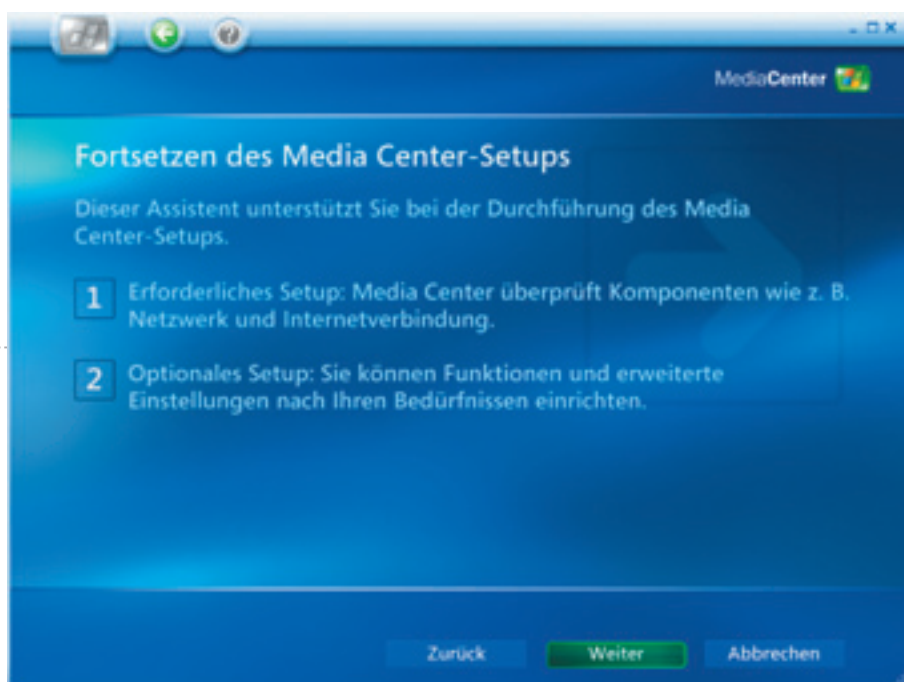 MediaCenter
Fortsetzen des Media Center-Setups
Dieser Assistent unterstützt Sie bei der Durchführung des Media
Center-Setups.
1 Erforderliches Setup: Media Center überprüft Komponenten wie z. B.
Netzwerk und Internetverbindung.
2 Optionales Setup: Sie können Funktionen und erweiterte
Einstellungen nach Ihren Bedürfnissen einrichten.
Zurück Weiter Abbrechen